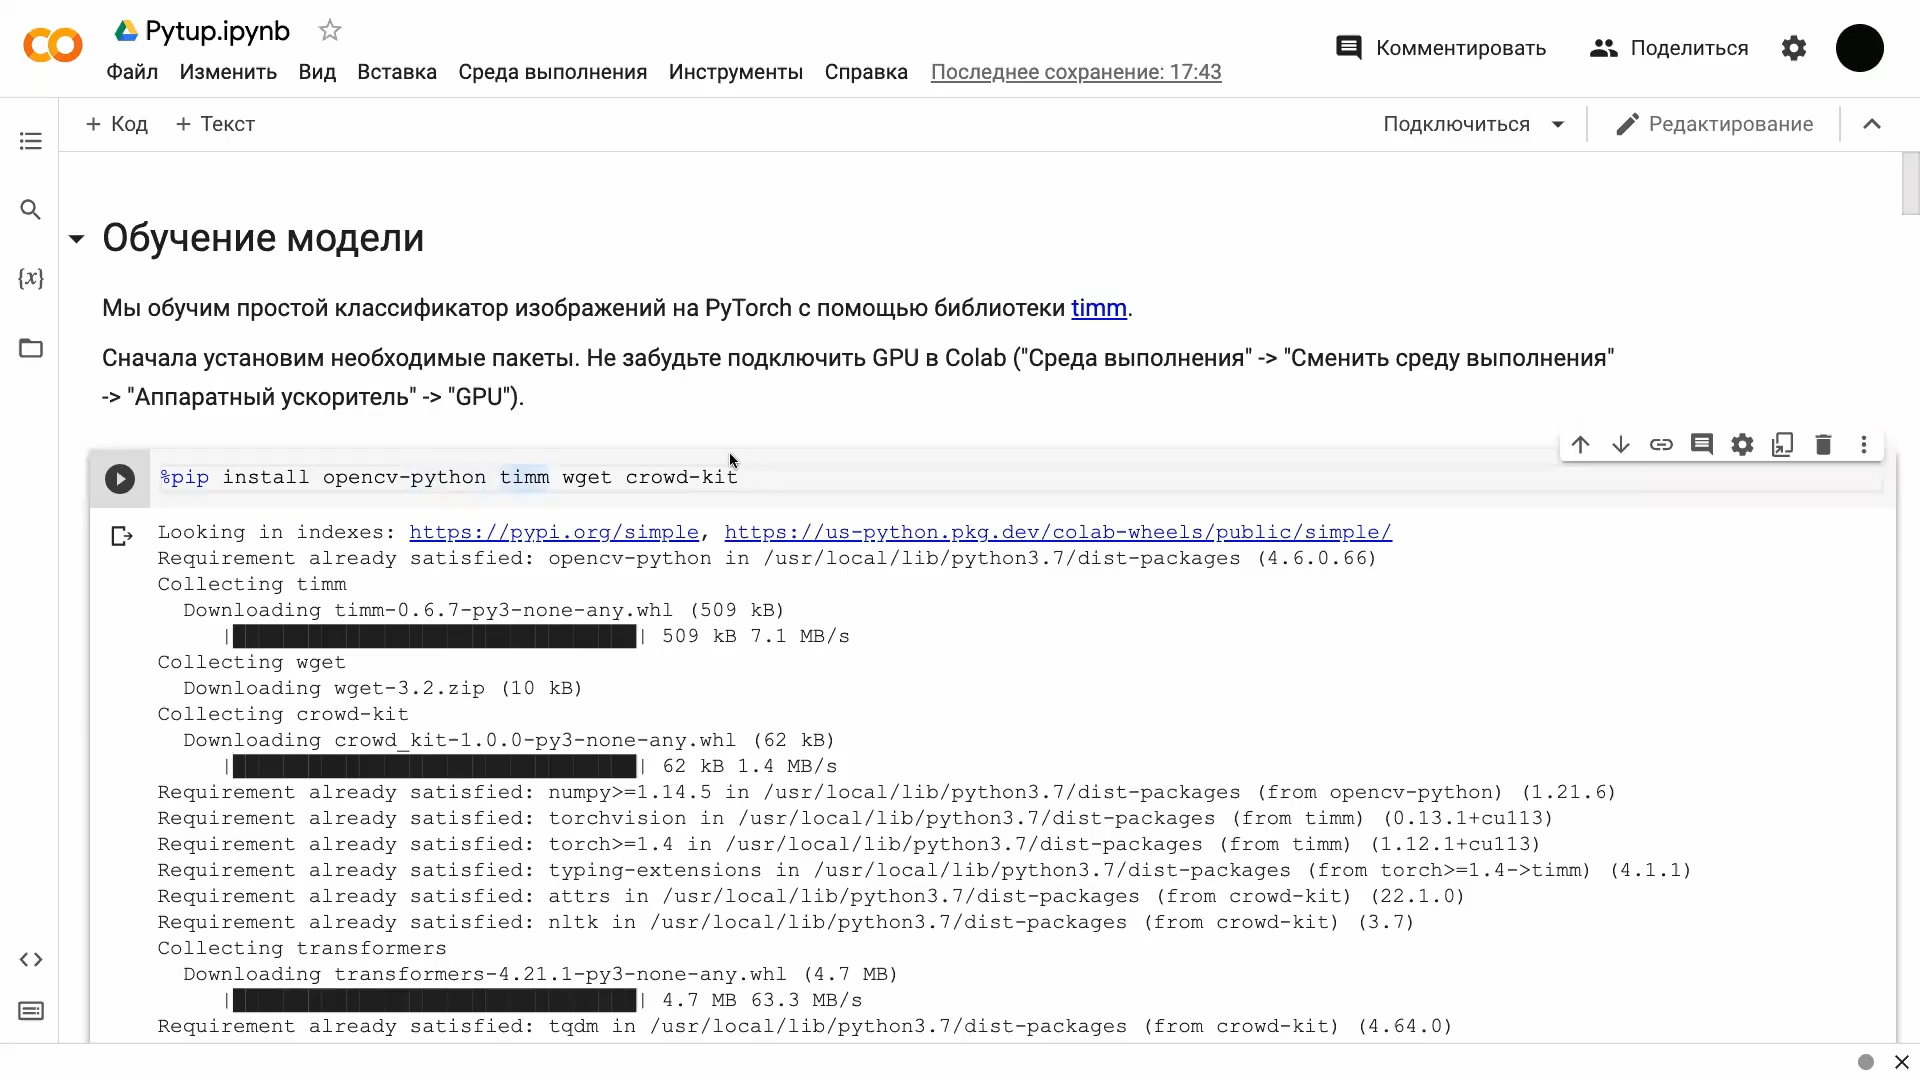 Pytup.ipynb
Файл Изменить Вид Вставка Среда выполнения Инструменты Справка Последнее сохранение: 17:43
Комментировать
Поделиться
+ Код + Текст
Подключиться
Редактирование
{x}
Обучение модели
Мы обучим простой классификатор изображений на PyTorch с помощью библиотеки timm.
Сначала установим необходимые пакеты. Не забудьте подключить GPU в Colab ("Среда выполнения" -> "Сменить среду выполнения"
-> "Аппаратный ускоритель" -> "GPU").
%pip install opencv-python timm wget crowd-kit
Looking in indexes: https://pypi.org/simple, https://us-python.pkg.dev/colab-wheels/public/simple/
Requirement already satisfied: opencv-python in /usr/local/lib/python3.7/dist-packages (4.6.0.66)
Collecting timm
Downloading timm-0.6.7-py3-none-any.whl (509 kB)
|████████████████████████████████| 509 kB 7.1 MB/s
Collecting wget
Downloading wget-3.2.zip (10 kB)
Collecting crowd-kit
Downloading crowd_kit-1.0.0-py3-none-any.whl (62 kB)
|████████████████████████████████| 62 kB 1.4 MB/s
Requirement already satisfied: numpy>=1.14.5 in /usr/local/lib/python3.7/dist-packages (from opencv-python) (1.21.6)
Requirement already satisfied: torchvision in /usr/local/lib/python3.7/dist-packages (from timm) (0.13.1+cu113)
Requirement already satisfied: torch>=1.4 in /usr/local/lib/python3.7/dist-packages (from timm) (1.12.1+cu113)
Requirement already satisfied: typing-extensions in /usr/local/lib/python3.7/dist-packages (from torch>=1.4->timm) (4.1.1)
Requirement already satisfied: attrs in /usr/local/lib/python3.7/dist-packages (from crowd-kit) (22.1.0)
Requirement already satisfied: nltk in /usr/local/lib/python3.7/dist-packages (from crowd-kit) (3.7)
Collecting transformers
Downloading transformers-4.21.1-py3-none-any.whl (4.7 MB)
|████████████████████████████████| 4.7 MB 63.3 MB/s
Requirement already satisfied: tqdm in /usr/local/lib/python3.7/dist-packages (from crowd-kit) (4.64.0)